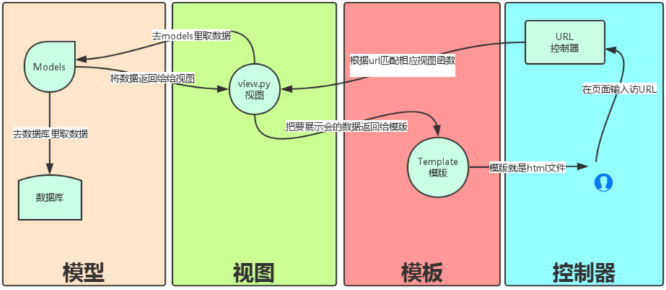 去models里取数据
URL
控制器
Models
根据url匹配相应视图函数
将数据返回给给视图
view.py
视图
在页面输入访URL
去数据库里取数据
把要展示会的数据返回给模版
Template
模版
模版就是html文件
数据库
模型
视图
模板
控制器